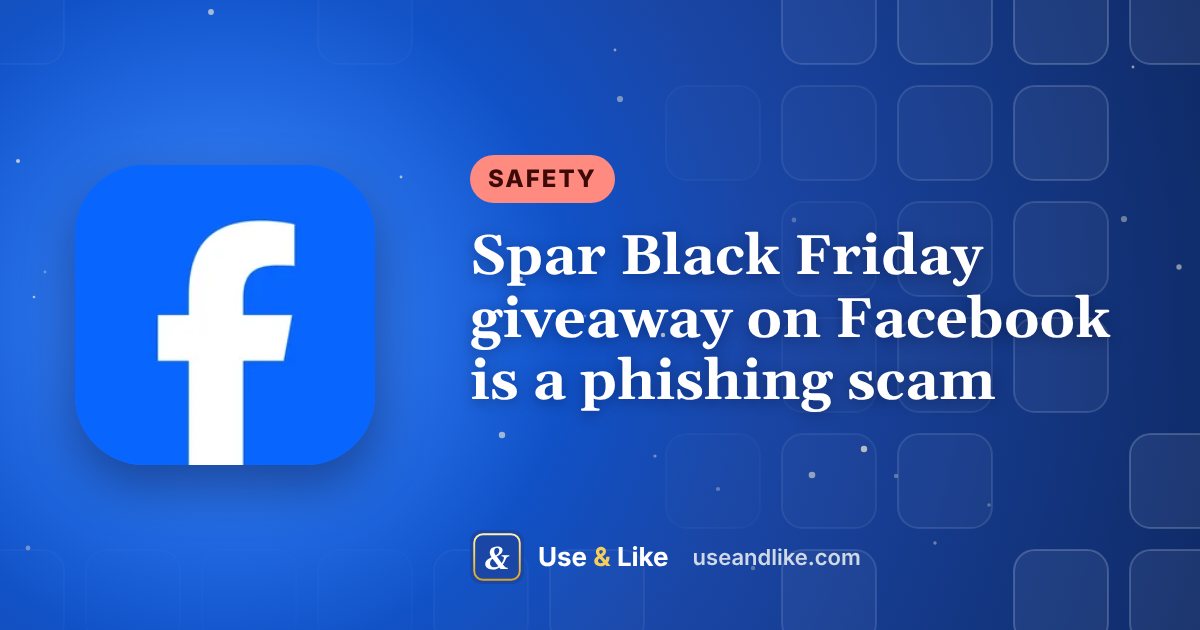 SAFETY
Spar Black Friday
giveaway on Facebook
is a phishing scam
& Use & Like useandlike.com